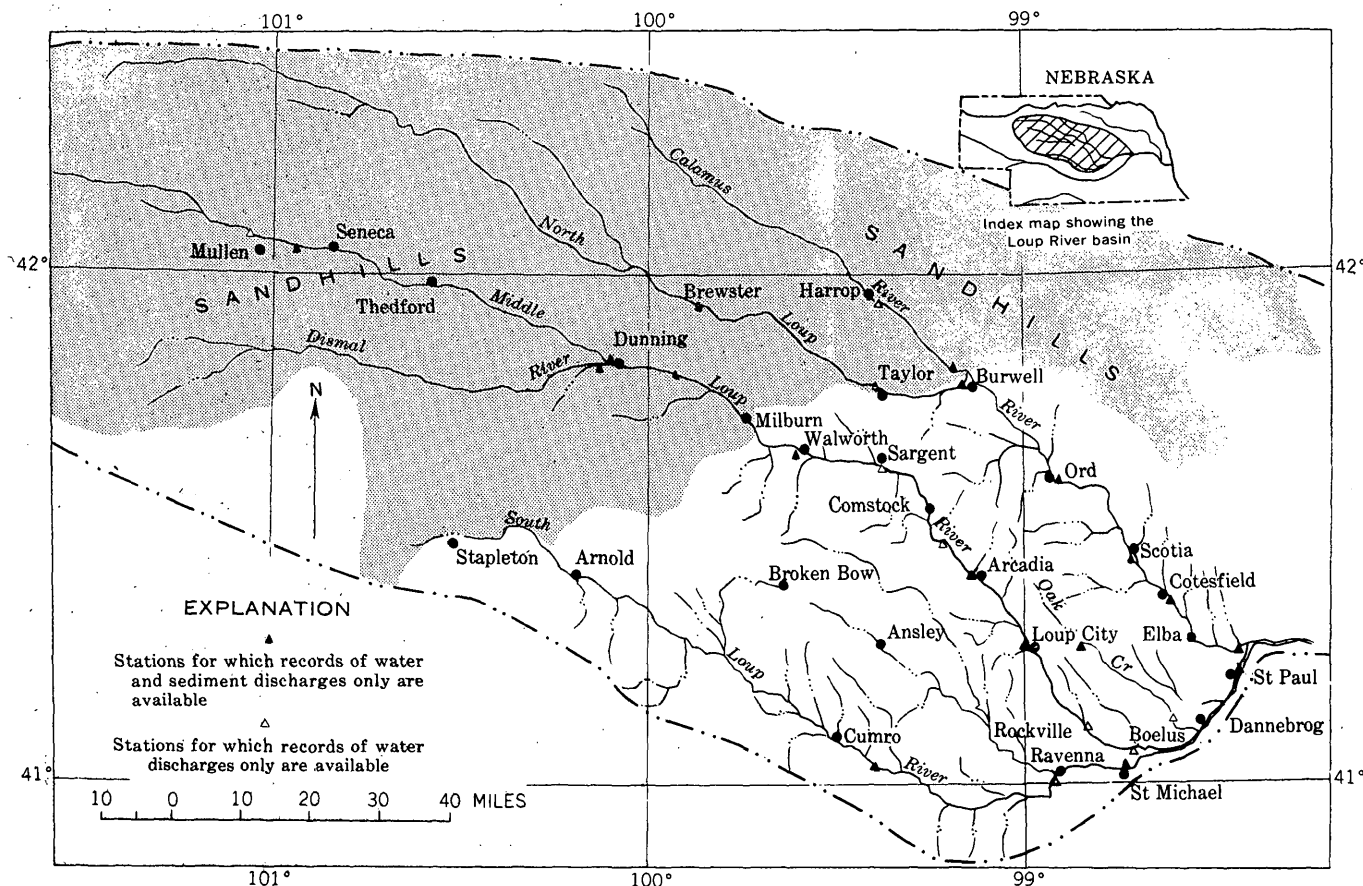 101°
100°
99°
NEBRASKA
Index map showing the
Loup River basin
Calamus
River
SANDHILLS
North
Loup
River
Mullen
Seneca
42°
42°
SANDHILLS
Thedford
Middle
Loup
River
Brewster
Harrop
Dismal
River
Dunning
Taylor
Burwell
N
Milburn
Walworth
Sargent
Ord
Comstock
South
Loup
River
Stapleton
Arnold
Arcadia
Scotia
Broken Bow
Oak
Cr
Cotesfield
EXPLANATION
Stations for which records of water
and sediment discharges only are
available
Stations for which records of water
discharges only are available
Ansley
Loup City
Elba
St Paul
Dannebrog
Rockville
Boelus
Cumro
Ravenna
St Michael
41°
41°
10 0 10 20 30 40 MILES
101°
100°
99°